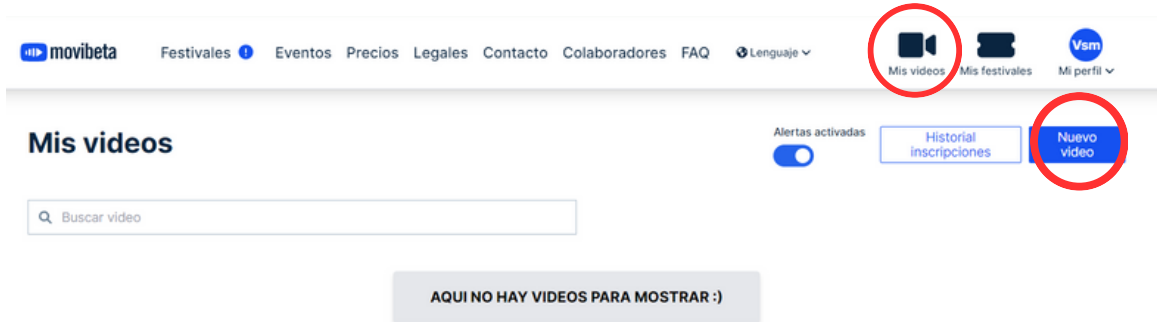 movibeta Festivales ! Eventos Precios Legales Contacto Colaboradores FAQ Lenguaje Vsm
Mis videos Mis festivales Mi perfil
Mis videos
Alertas activadas
Historial
inscripciones
Nuevo
video
Buscar video
AQUI NO HAY VIDEOS PARA MOSTRAR :)